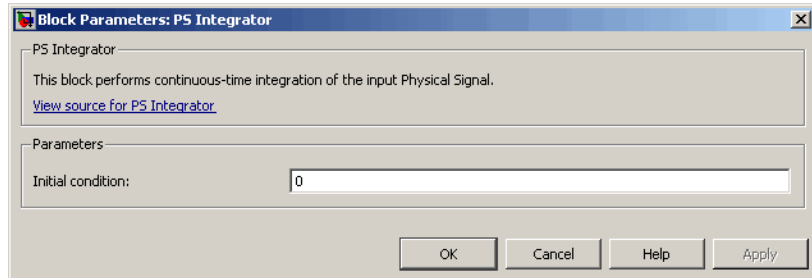 Block Parameters: PS Integrator
PS Integrator
This block performs continuous-time integration of the input Physical Signal.
View source for PS Integrator
Parameters
Initial condition: 0
OK Cancel Help Apply